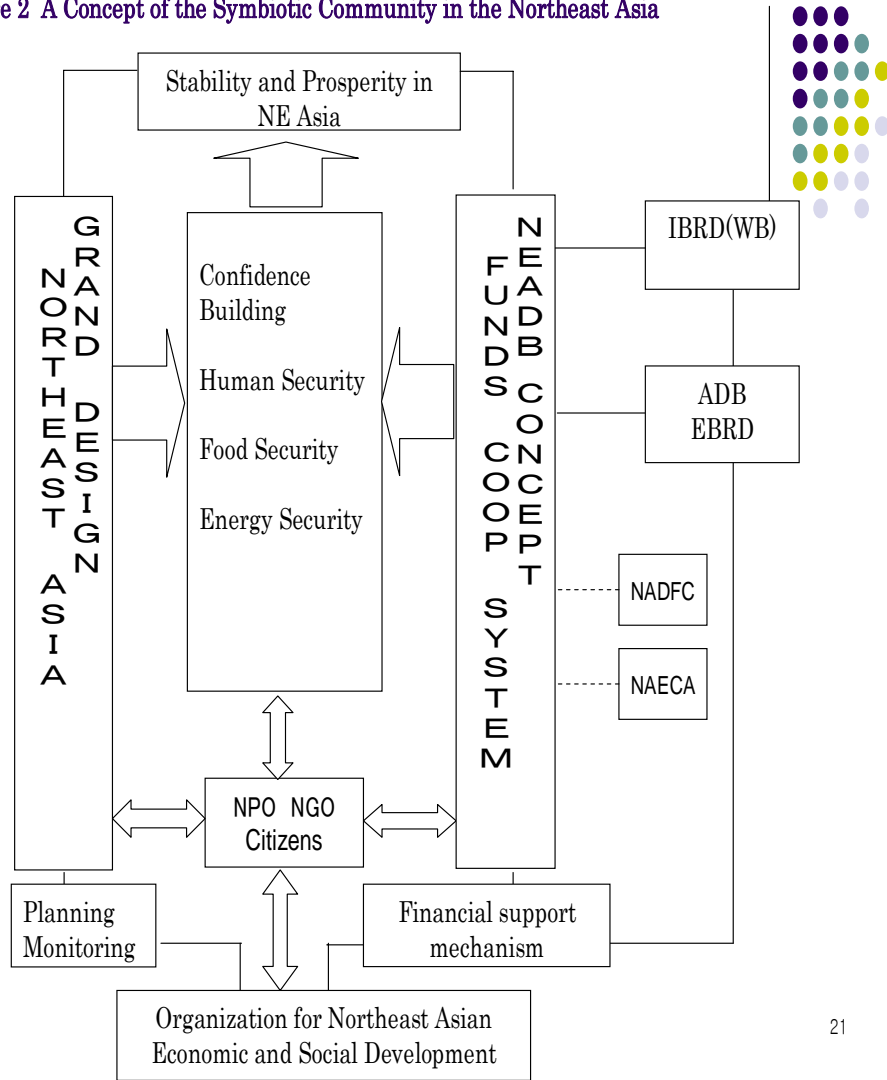 e 2 A Concept of the Symbiotic Community in the Northeast Asia
Stability and Prosperity in
NE Asia
GRAND DESIGN
NORTHEAST ASIA
Confidence
Building
Human Security
Food Security
Energy Security
NEADB CONCEPT
FUNDS COOP SYSTEM
IBRD(WB)
ADB
EBRD
NADFC
NAECA
NPO NGO
Citizens
Planning
Monitoring
Financial support
mechanism
Organization for Northeast Asian
Economic and Social Development
21